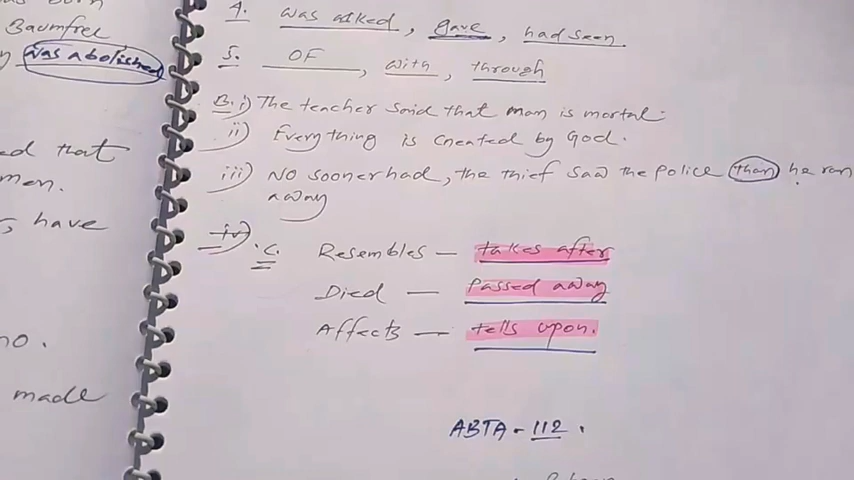 Baumfree
was abolished
ed that
men.
, have
no.
made
4. was asked, gave, had seen
5. OF, with, through
B. i) The teacher said that man is mortal.
ii) Everything is created by God.
iii) No sooner had, the thief saw the police than he ran
away
iv) .C. Resembles - takes after
Died - Passed away
Affects - tells upon.
ABTA - 112.